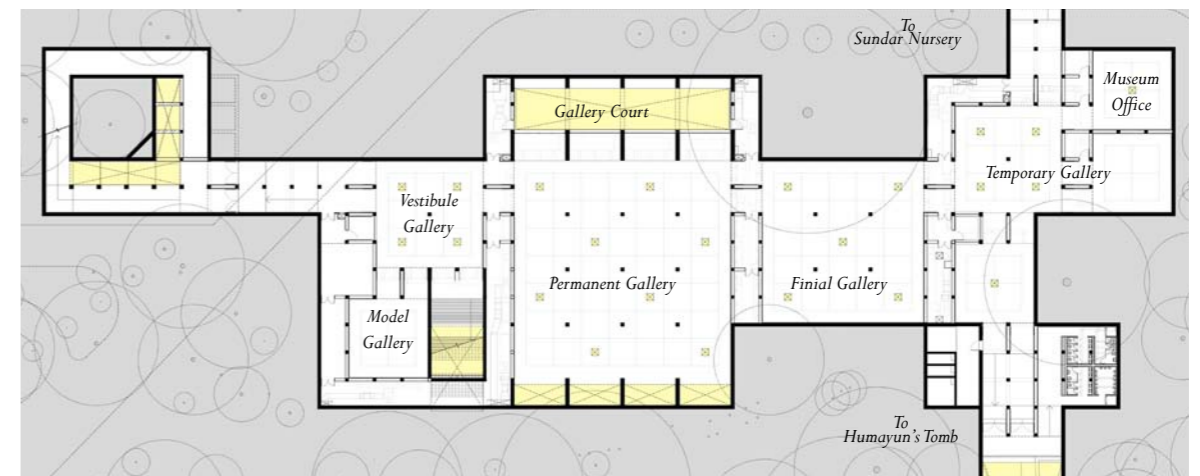 To
Sundar Nursery
Museum
Office
Gallery Court
Temporary Gallery
Vestibule
Gallery
Permanent Gallery
Finial Gallery
Model
Gallery
To
Humayun's Tomb